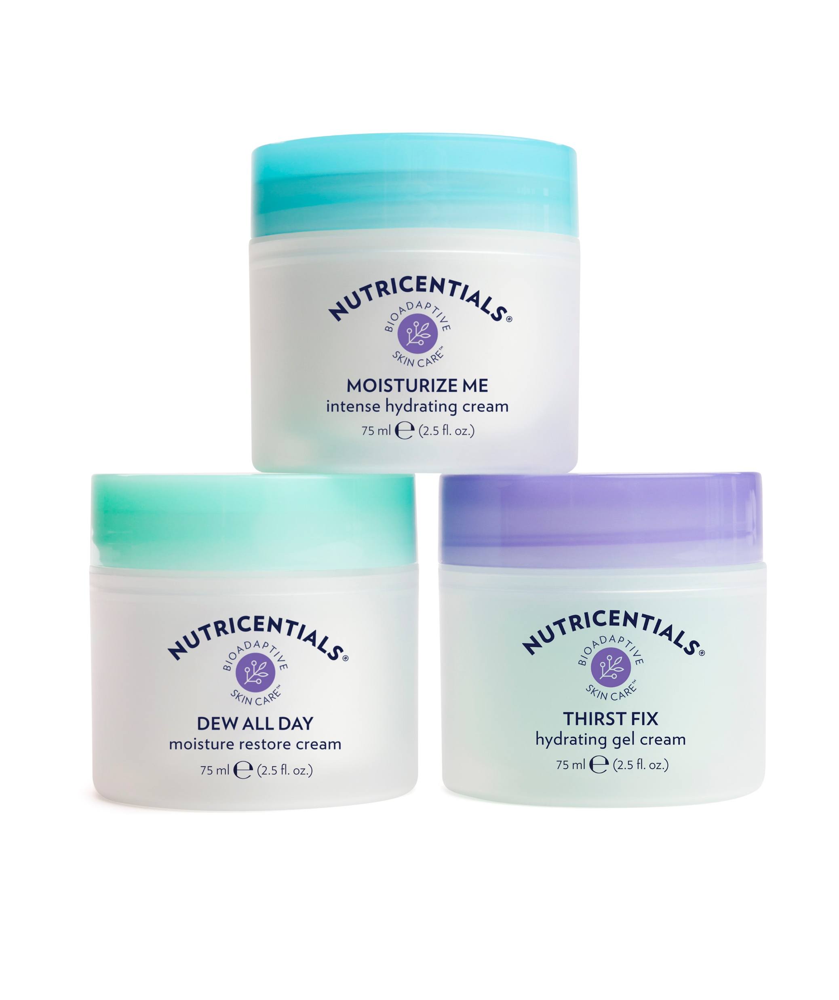 NUTRICENTIALS®
BIOADAPTIVE
SKIN CARE™
MOISTURIZE ME
intense hydrating cream
75 ml ℮ (2.5 fl. oz.)
NUTRICENTIALS®
BIOADAPTIVE
SKIN CARE™
DEW ALL DAY
moisture restore cream
75 ml ℮ (2.5 fl. oz.)
NUTRICENTIALS®
BIOADAPTIVE
SKIN CARE™
THIRST FIX
hydrating gel cream
75 ml ℮ (2.5 fl. oz.)